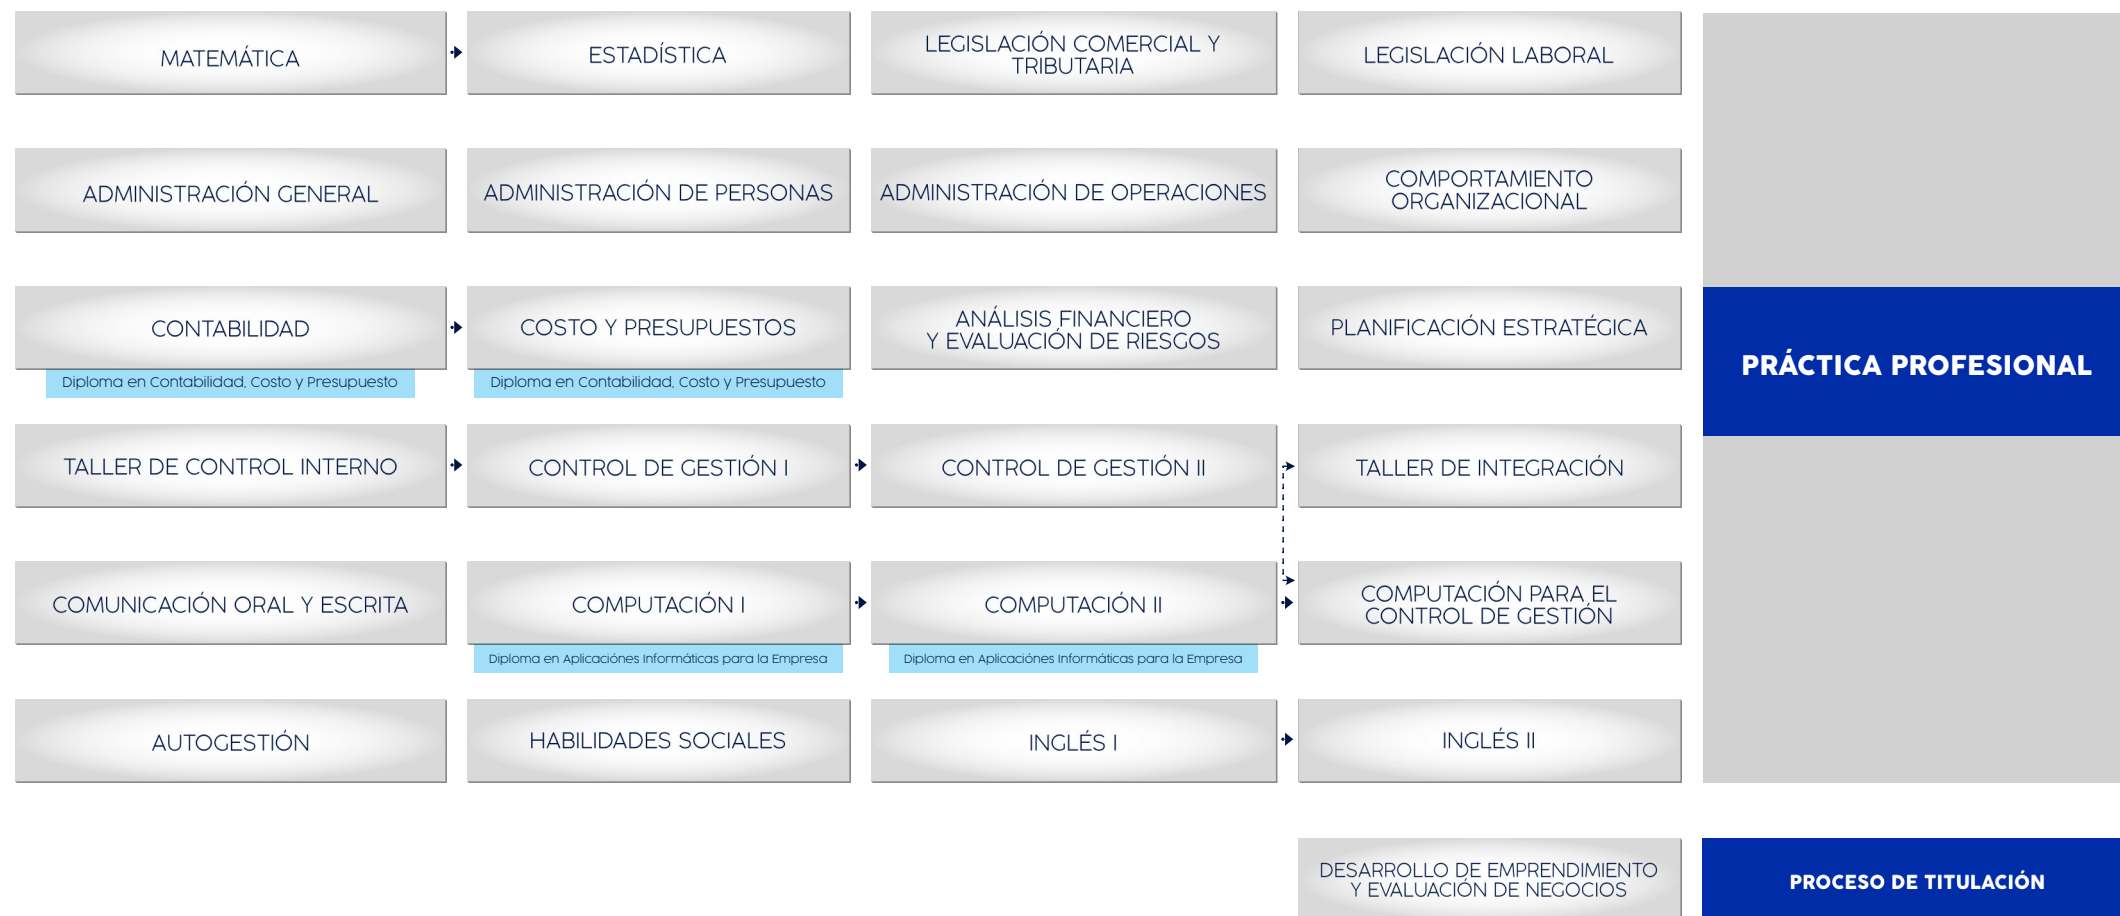 MATEMÁTICA
ESTADÍSTICA
LEGISLACIÓN COMERCIAL Y
TRIBUTARIA
LEGISLACIÓN LABORAL
ADMINISTRACIÓN GENERAL
ADMINISTRACIÓN DE PERSONAS
ADMINISTRACIÓN DE OPERACIONES
COMPORTAMIENTO
ORGANIZACIONAL
CONTABILIDAD
COSTO Y PRESUPUESTOS
ANÁLISIS FINANCIERO
Y EVALUACIÓN DE RIESGOS
PLANIFICACIÓN ESTRATÉGICA
PRÁCTICA PROFESIONAL
Diploma en Contabilidad, Costo y Presupuesto
Diploma en Contabilidad, Costo y Presupuesto
TALLER DE CONTROL INTERNO
CONTROL DE GESTIÓN I
CONTROL DE GESTIÓN II
TALLER DE INTEGRACIÓN
COMUNICACIÓN ORAL Y ESCRITA
COMPUTACIÓN I
COMPUTACIÓN II
COMPUTACIÓN PARA EL
CONTROL DE GESTIÓN
Diploma en Aplicaciónes Informáticas para la Empresa
Diploma en Aplicaciónes Informáticas para la Empresa
AUTOGESTIÓN
HABILIDADES SOCIALES
INGLÉS I
INGLÉS II
DESARROLLO DE EMPRENDIMIENTO
Y EVALUACIÓN DE NEGOCIOS
PROCESO DE TITULACIÓN